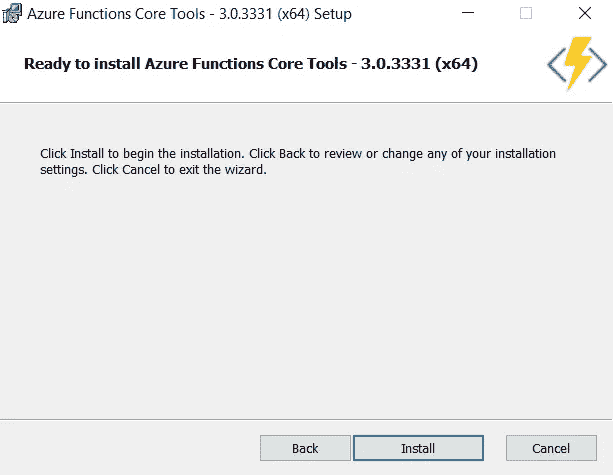 Azure Functions Core Tools - 3.0.3331 (x64) Setup
Ready to install Azure Functions Core Tools - 3.0.3331 (x64)
Click Install to begin the installation. Click Back to review or change any of your installation
settings. Click Cancel to exit the wizard.
Back Install Cancel